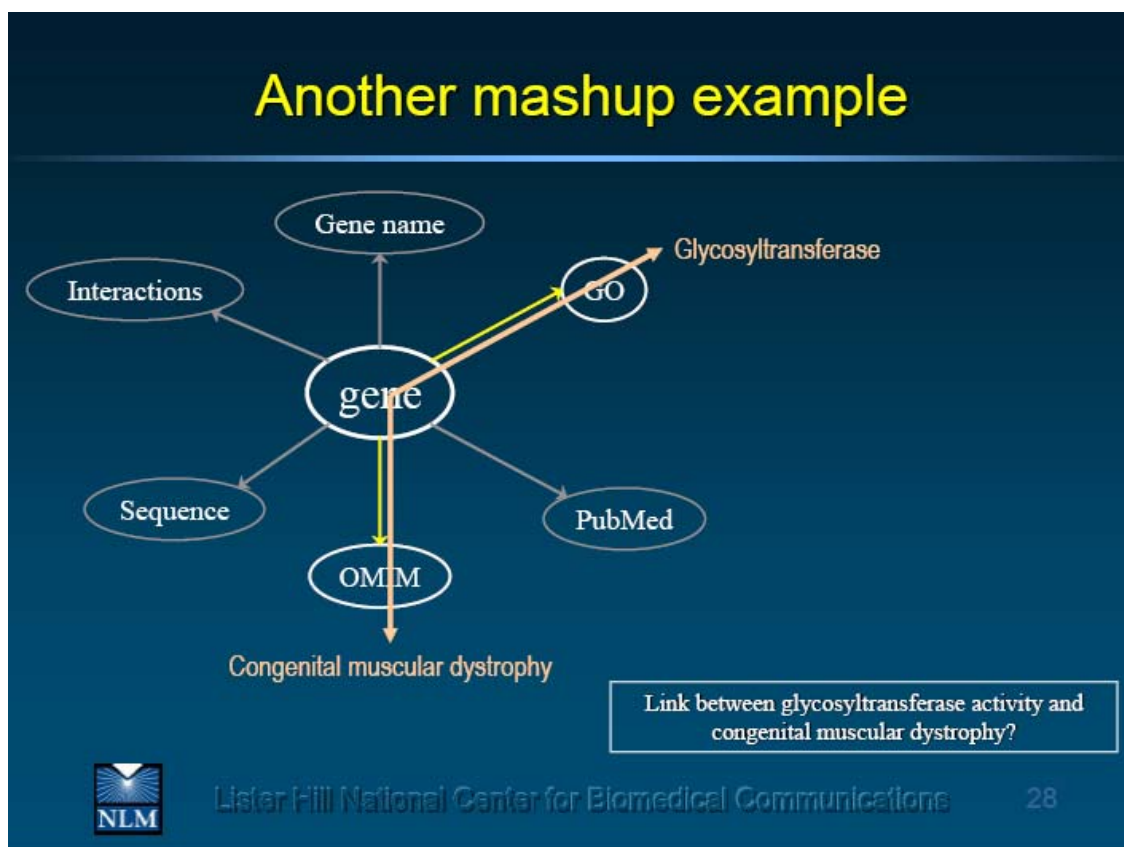 Another mashup example
Gene name
Glycosyltransferase
Interactions
GO
gene
Sequence
PubMed
OMIM
Congenital muscular dystrophy
Link between glycosyltransferase activity and
congenital muscular dystrophy?
NLM
Lister Hill National Center for Biomedical Communications
28